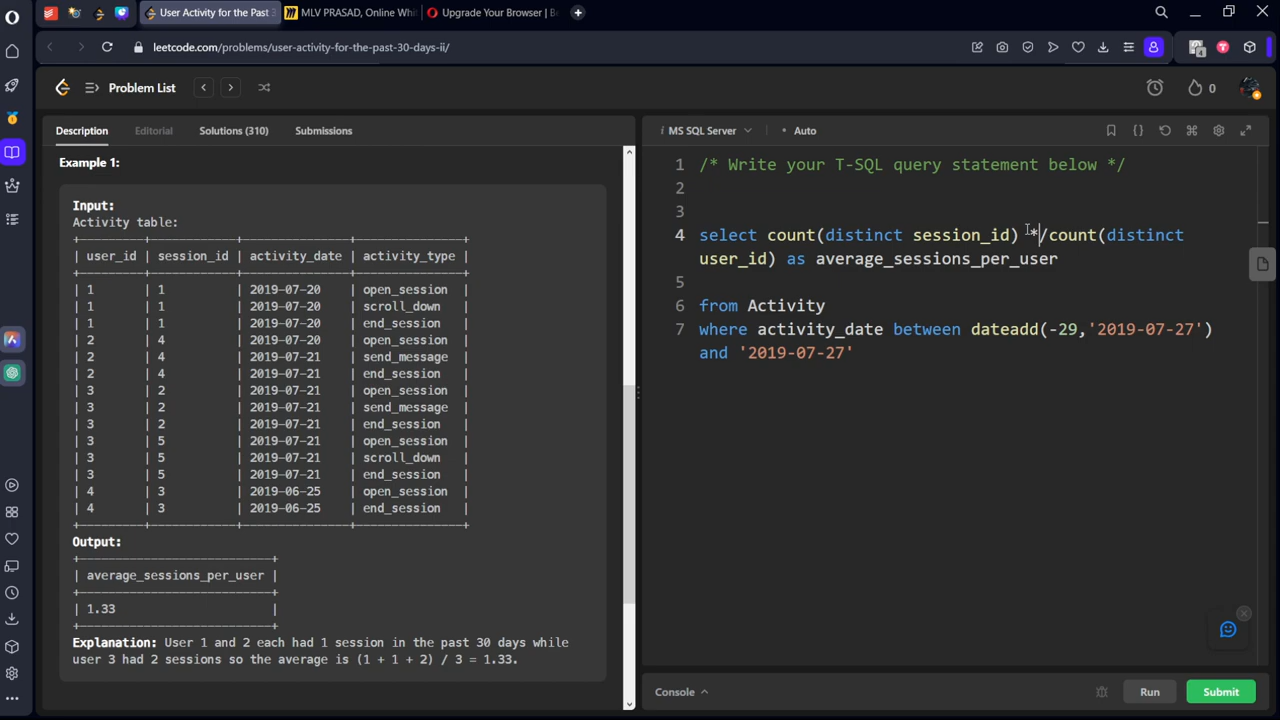 User Activity for the Past 3
MLV PRASAD, Online Whit
Upgrade Your Browser | Be
leetcode.com/problems/user-activity-for-the-past-30-days-ii/
4
Problem List
0
Description
Editorial
Solutions (310)
Submissions
Example 1:
Input:
Activity table:
+---------+------------+---------------+---------------+
| user_id | session_id | activity_date | activity_type |
+---------+------------+---------------+---------------+
| 1 | 1 | 2019-07-20 | open_session |
| 1 | 1 | 2019-07-20 | scroll_down |
| 1 | 1 | 2019-07-20 | end_session |
| 2 | 4 | 2019-07-20 | open_session |
| 2 | 4 | 2019-07-21 | send_message |
| 2 | 4 | 2019-07-21 | end_session |
| 3 | 2 | 2019-07-21 | open_session |
| 3 | 2 | 2019-07-21 | send_message |
| 3 | 2 | 2019-07-21 | end_session |
| 3 | 5 | 2019-07-21 | open_session |
| 3 | 5 | 2019-07-21 | scroll_down |
| 3 | 5 | 2019-07-21 | end_session |
| 4 | 3 | 2019-06-25 | open_session |
| 4 | 3 | 2019-06-25 | end_session |
+---------+------------+---------------+---------------+
Output:
+---------------------------+
| average_sessions_per_user |
+---------------------------+
| 1.33 |
+---------------------------+
Explanation: User 1 and 2 each had 1 session in the past 30 days while
user 3 had 2 sessions so the average is (1 + 1 + 2) / 3 = 1.33.
i MS SQL Server
• Auto
1 /* Write your T-SQL query statement below */
2
3
4 select count(distinct session_id) */count(distinct
user_id) as average_sessions_per_user
5
6 from Activity
7 where activity_date between dateadd(-29,'2019-07-27')
and '2019-07-27'
Console
Run
Submit